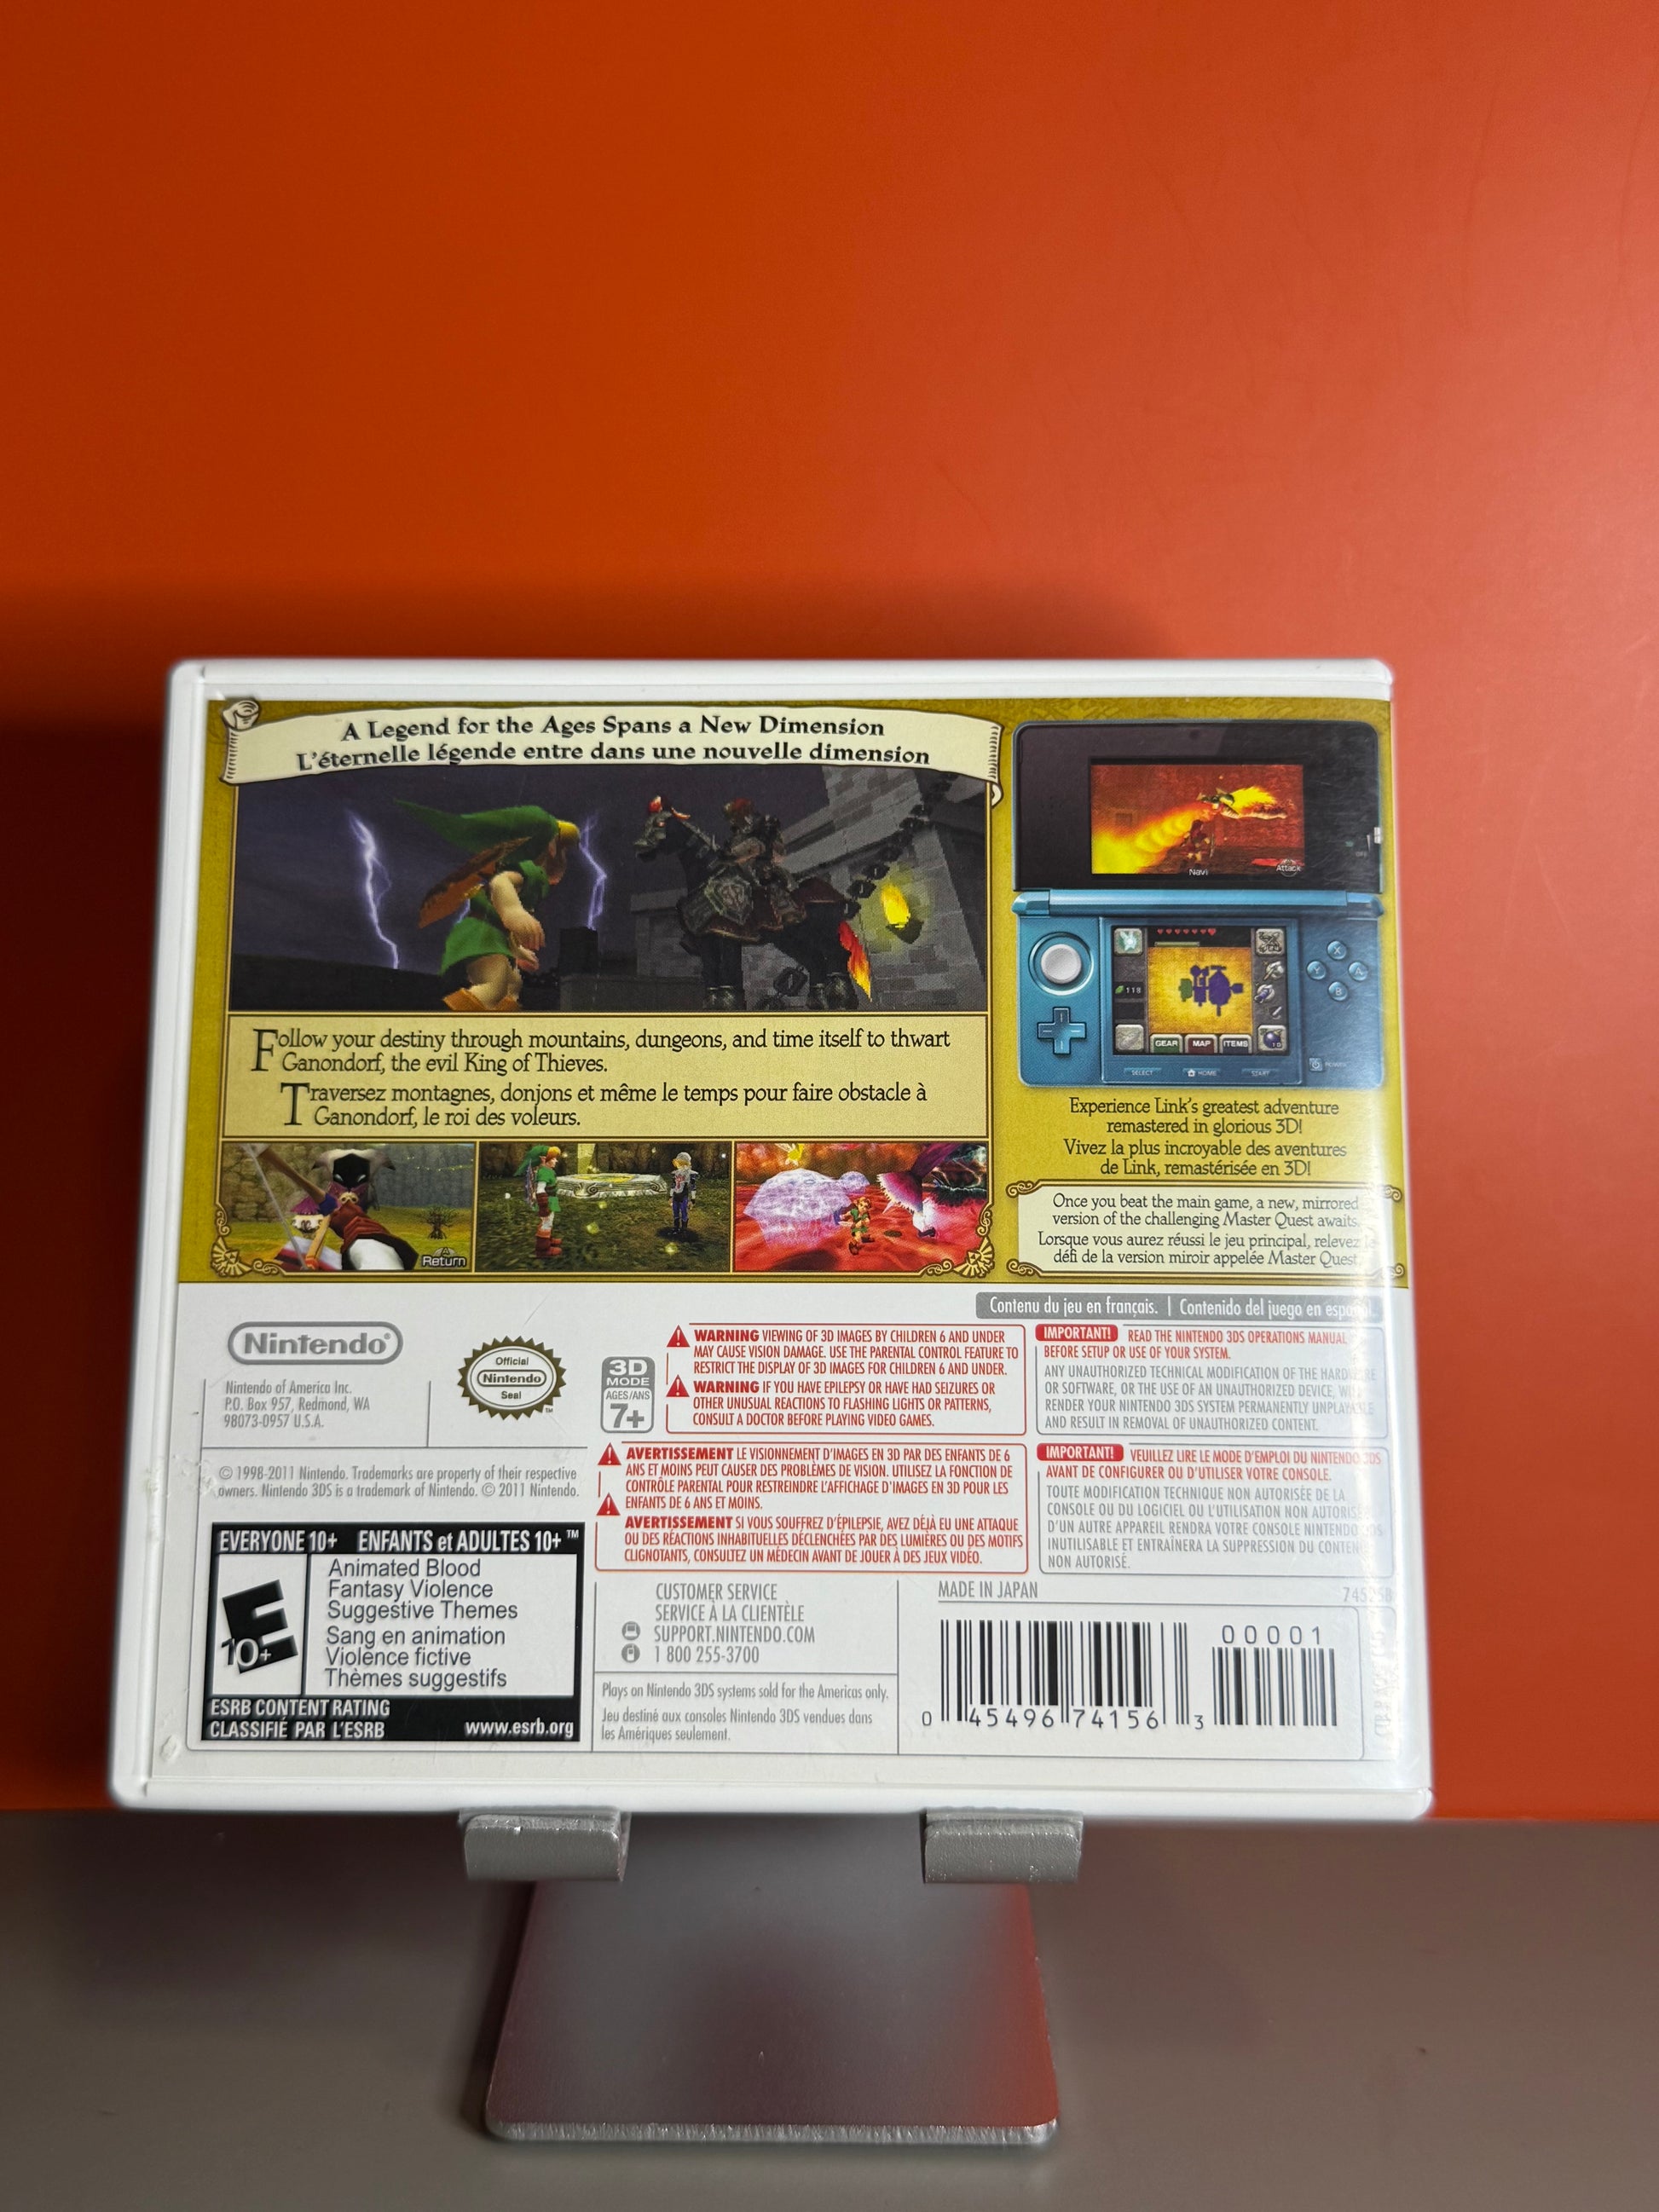 A Legend for the Ages Spans a New Dimension
L'éternelle légende entre dans une nouvelle dimension
Navi
Attack
118
GEAR
MAP
ITEMS
X
Y
A
B
SELECT
HOME
START
POWER
Follow your destiny through mountains, dungeons, and time itself to thwart
Ganondorf, the evil King of Thieves.
Traversez montagnes, donjons et même le temps pour faire obstacle à
Ganondorf, le roi des voleurs.
A
Return
Experience Link's greatest adventure
remastered in glorious 3D!
Vivez la plus incroyable des aventures
de Link, remastérisée en 3D!
Once you beat the main game, a new, mirrored
version of the challenging Master Quest awaits.
Lorsque vous aurez réussi le jeu principal, relevez le
défi de la version miroir appelée Master Quest.
Contenu du jeu en français. | Contenido del juego en español.
Nintendo®
Nintendo of America Inc.
P.O. Box 957, Redmond, WA
98073-0957 U.S.A.
Official
Nintendo
Seal
TM
3D
MODE
AGES/ANS
7+
WARNING VIEWING OF 3D IMAGES BY CHILDREN 6 AND UNDER
MAY CAUSE VISION DAMAGE. USE THE PARENTAL CONTROL FEATURE TO
RESTRICT THE DISPLAY OF 3D IMAGES FOR CHILDREN 6 AND UNDER.
WARNING IF YOU HAVE EPILEPSY OR HAVE HAD SEIZURES OR
OTHER UNUSUAL REACTIONS TO FLASHING LIGHTS OR PATTERNS,
CONSULT A DOCTOR BEFORE PLAYING VIDEO GAMES.
IMPORTANT! READ THE NINTENDO 3DS OPERATIONS MANUAL
BEFORE SETUP OR USE OF YOUR SYSTEM.
ANY UNAUTHORIZED TECHNICAL MODIFICATION OF THE HARDWARE
OR SOFTWARE, OR THE USE OF AN UNAUTHORIZED DEVICE, WILL
RENDER YOUR NINTENDO 3DS SYSTEM PERMANENTLY UNPLAYABLE
AND RESULT IN REMOVAL OF UNAUTHORIZED CONTENT.
AVERTISSEMENT LE VISIONNEMENT D'IMAGES EN 3D PAR DES ENFANTS DE 6
ANS ET MOINS PEUT CAUSER DES PROBLÈMES DE VISION. UTILISEZ LA FONCTION DE
CONTRÔLE PARENTAL POUR RESTREINDRE L'AFFICHAGE D'IMAGES EN 3D POUR LES
ENFANTS DE 6 ANS ET MOINS.
AVERTISSEMENT SI VOUS SOUFFREZ D'ÉPILEPSIE, AVEZ DÉJÀ EU UNE ATTAQUE
OU DES RÉACTIONS INHABITUELLES DÉCLENCHÉES PAR DES LUMIÈRES OU DES MOTIFS
CLIGNOTANTS, CONSULTEZ UN MÉDECIN AVANT DE JOUER À DES JEUX VIDÉO.
IMPORTANT! VEUILLEZ LIRE LE MODE D'EMPLOI DU NINTENDO 3DS
AVANT DE CONFIGURER OU D'UTILISER VOTRE CONSOLE.
TOUTE MODIFICATION TECHNIQUE NON AUTORISÉE DE LA
CONSOLE OU DU LOGICIEL OU L'UTILISATION NON AUTORISÉE
D'UN AUTRE APPAREIL RENDRA VOTRE CONSOLE NINTENDO 3DS
INUTILISABLE ET ENTRAÎNERA LA SUPPRESSION DU CONTENU
NON AUTORISÉ.
© 1998-2011 Nintendo. Trademarks are property of their respective
owners. Nintendo 3DS is a trademark of Nintendo. © 2011 Nintendo.
EVERYONE 10+ ENFANTS et ADULTES 10+ ™
E
10+
Animated Blood
Fantasy Violence
Suggestive Themes
Sang en animation
Violence fictive
Thèmes suggestifs
ESRB CONTENT RATING
CLASSIFIÉ PAR L'ESRB www.esrb.org
CUSTOMER SERVICE
SERVICE À LA CLIENTÈLE
SUPPORT.NINTENDO.COM
1 800 255-3700
Plays on Nintendo 3DS systems sold for the Americas only.
Jeu destiné aux consoles Nintendo 3DS vendues dans
les Amériques seulement.
MADE IN JAPAN
00001
0 45496 74156 3